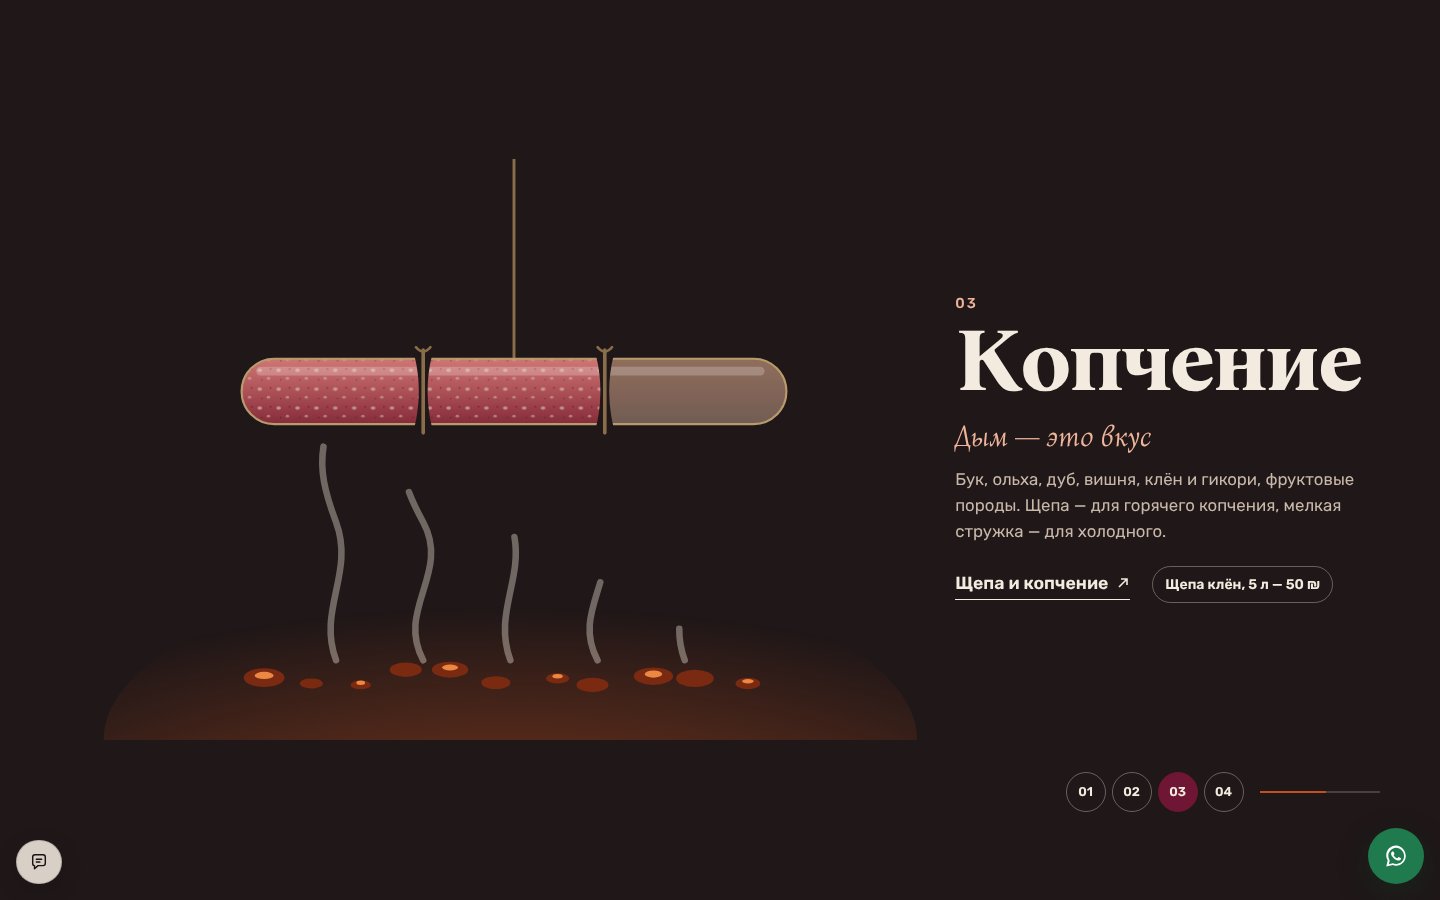 03
Копчение
Дым — это вкус
Бук, ольха, дуб, вишня, клён и гикори, фруктовые
породы. Щепа — для горячего копчения, мелкая
стружка — для холодного.
Щепа и копчение ↗
Щепа клён, 5 л — 50 ₪
01 02 03 04